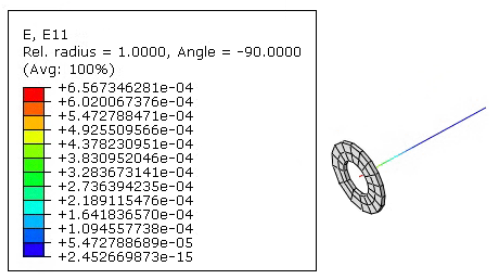 E, E11
Rel. radius = 1.0000, Angle = -90.0000
(Avg: 100%)
+6.567346281e-04
+6.020067376e-04
+5.472788471e-04
+4.925509566e-04
+4.378230951e-04
+3.830952046e-04
+3.283673141e-04
+2.736394235e-04
+2.189115476e-04
+1.641836570e-04
+1.094557738e-04
+5.472788689e-05
+2.452669873e-15